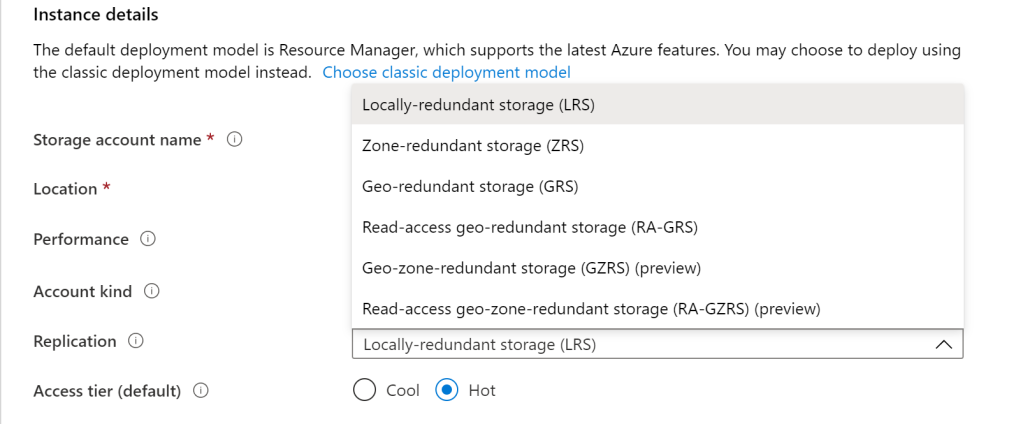 Instance details
The default deployment model is Resource Manager, which supports the latest Azure features. You may choose to deploy using
the classic deployment model instead. Choose classic deployment model
Locally-redundant storage (LRS)
Storage account name *
Zone-redundant storage (ZRS)
Location *
Geo-redundant storage (GRS)
Read-access geo-redundant storage (RA-GRS)
Performance
Geo-zone-redundant storage (GZRS) (preview)
Account kind
Read-access geo-zone-redundant storage (RA-GZRS) (preview)
Replication
Locally-redundant storage (LRS)
Access tier (default)
Cool
Hot